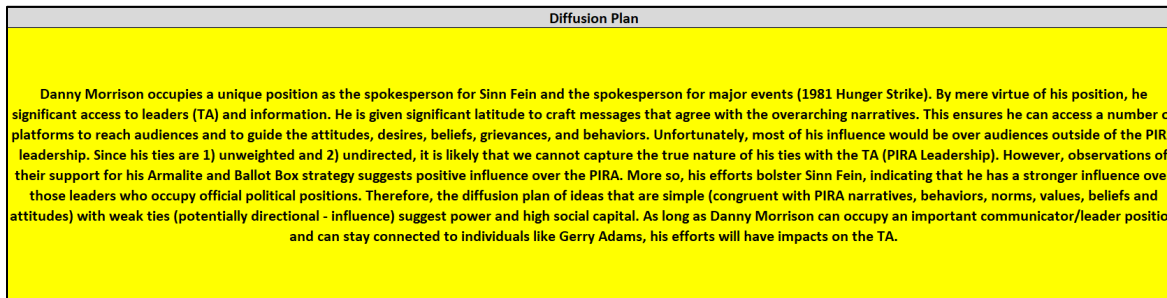 Diffusion Plan
Danny Morrison occupies a unique position as the spokesperson for Sinn Fein and the spokesperson for major events (1981 Hunger Strike). By mere virtue of his position, he
significant access to leaders (TA) and information. He is given significant latitude to craft messages that agree with the overarching narratives. This ensures he can access a number
platforms to reach audiences and to guide the attitudes, desires, beliefs, grievances, and behaviors. Unfortunately, most of his influence would be over audiences outside of the
leadership. Since his ties are 1) unweighted and 2) undirected, it is likely that we cannot capture the true nature of his ties with the TA (PIRA Leadership). However, observations of
their support for his Armalite and Ballot Box strategy suggests positive influence over the PIRA. More so, his efforts bolster Sinn Fein, indicating that he has a stronger influence
those leaders who occupy official political positions. Therefore, the diffusion plan of ideas that are simple (congruent with PIRA narratives, behaviors, norms, values, beliefs and
attitudes) with weak ties (potentially directional - influence) suggest power and high social capital. As long as Danny Morrison can occupy an important communicator/leader
and can stay connected to individuals like Gerry Adams, his efforts will have impacts on the TA.